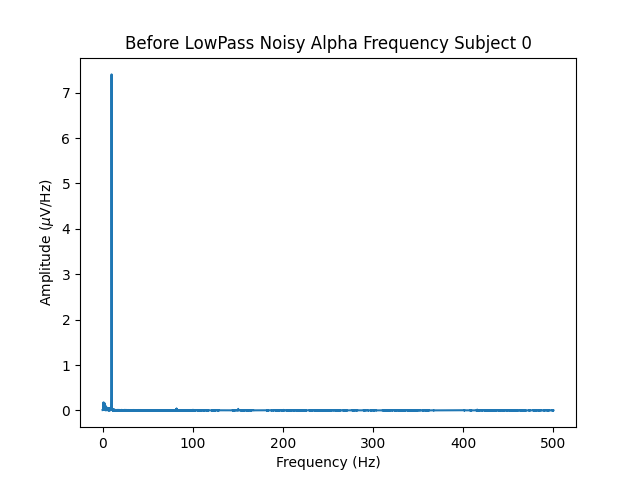 Before LowPass Noisy Alpha Frequency Subject 0
Amplitude (μV/Hz)
7
6
5
4
3
2
1
0
0 100 200 300 400 500
Frequency (Hz)